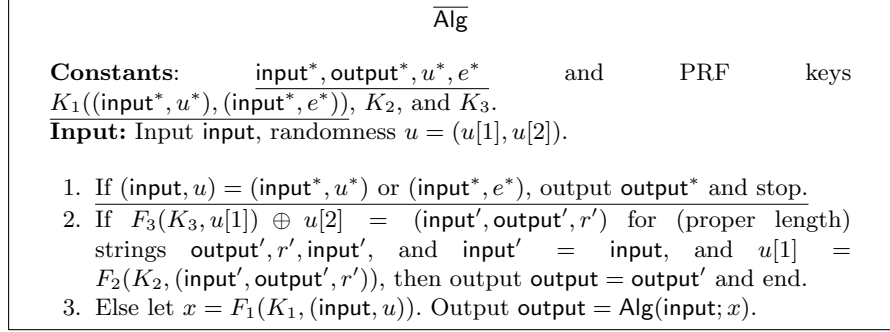 Alg
Constants: input*, output*, u*, e* and PRF keys
K₁((input*, u*), (input*, e*)), K₂, and K₃.
Input: Input input, randomness u = (u[1], u[2]).
1. If (input, u) = (input*, u*) or (input*, e*), output output* and stop.
2. If F₃(K₃, u[1]) ⊕ u[2] = (input′, output′, r′) for (proper length)
strings output′, r′, input′, and input′ = input, and u[1] =
F₂(K₂, (input′, output′, r′)), then output output = output′ and end.
3. Else let x = F₁(K₁, (input, u)). Output output = Alg(input; x).